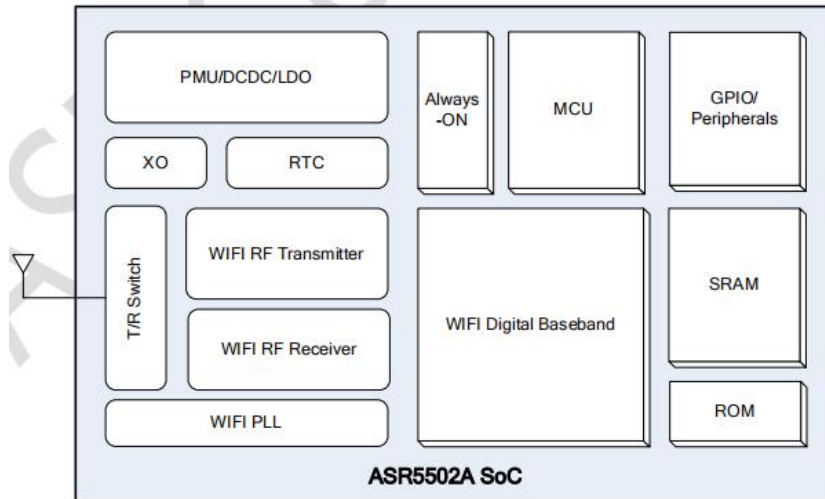 PMU/DCDC/LDO
Always
-ON
MCU
GPIO/
Peripherals
XO
RTC
T/R Switch
WIFI RF Transmitter
WIFI RF Receiver
WIFI PLL
WIFI Digital Baseband
SRAM
ROM
ASR5502A SoC